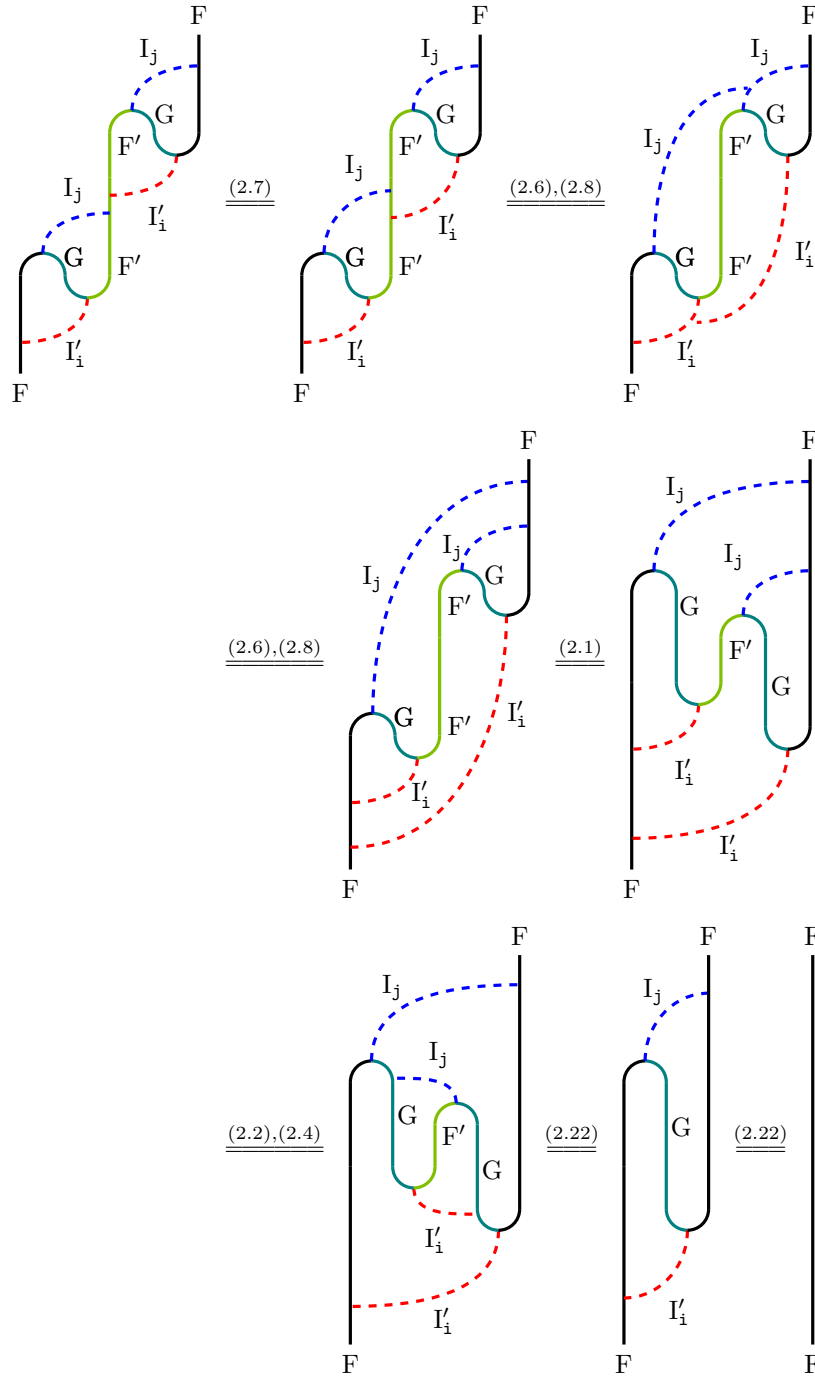 F F F
I_j I_j I_j
G G G
F′ F′ F′
I_j
I_j I_j
(2.7) (2.6),(2.8)
I′_i I′_i I′_i
G G G
F′ F′ F′
I′_i I′_i I′_i
F F F
F F
I_j
I_j I_j
I_j
G
G
F′ F′
(2.6),(2.8) (2.1)
G
I′_i
G F′
I′_i I′_i
I′_i
F F
F F F
I_j I_j
I_j
G G
(2.2),(2.4) F′ (2.22) (2.22)
G
I′_i
I′_i I′_i
F F F